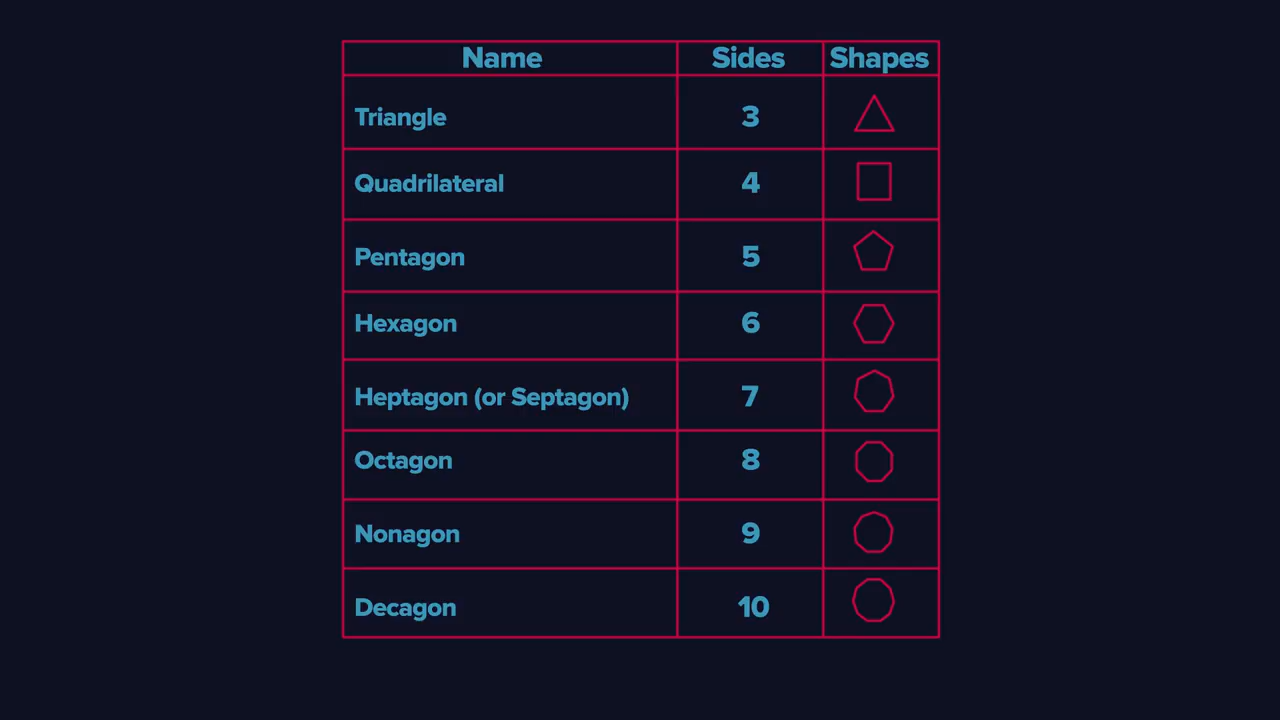 Name Sides Shapes
Triangle 3
Quadrilateral 4
Pentagon 5
Hexagon 6
Heptagon (or Septagon) 7
Octagon 8
Nonagon 9
Decagon 10